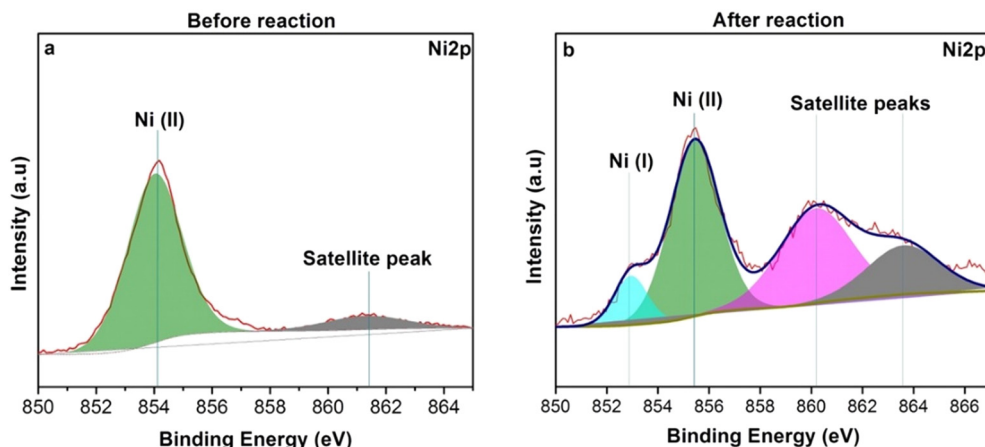 Before reaction
a
Ni2p
Ni (II)
Satellite peak
Intensity (a.u)
850 852 854 856 858 860 862 864
Binding Energy (eV)
After reaction
b
Ni2p
Ni (II)
Satellite peaks
Ni (I)
Intensity (a.u)
850 852 854 856 858 860 862 864 866
Binding Energy (eV)